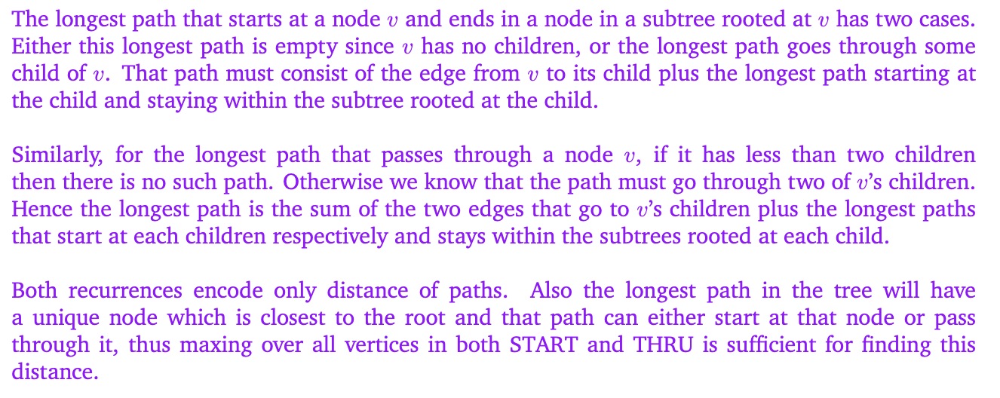 The longest path that starts at a node v and ends in a node in a subtree rooted at v has two cases.
Either this longest path is empty since v has no children, or the longest path goes through some
child of v. That path must consist of the edge from v to its child plus the longest path starting at
the child and staying within the subtree rooted at the child.
Similarly, for the longest path that passes through a node v, if it has less than two children
then there is no such path. Otherwise we know that the path must go through two of v's children.
Hence the longest path is the sum of the two edges that go to v's children plus the longest paths
that start at each children respectively and stays within the subtrees rooted at each child.
Both recurrences encode only distance of paths. Also the longest path in the tree will have
a unique node which is closest to the root and that path can either start at that node or pass
through it, thus maxing over all vertices in both START and THRU is sufficient for finding this
distance.